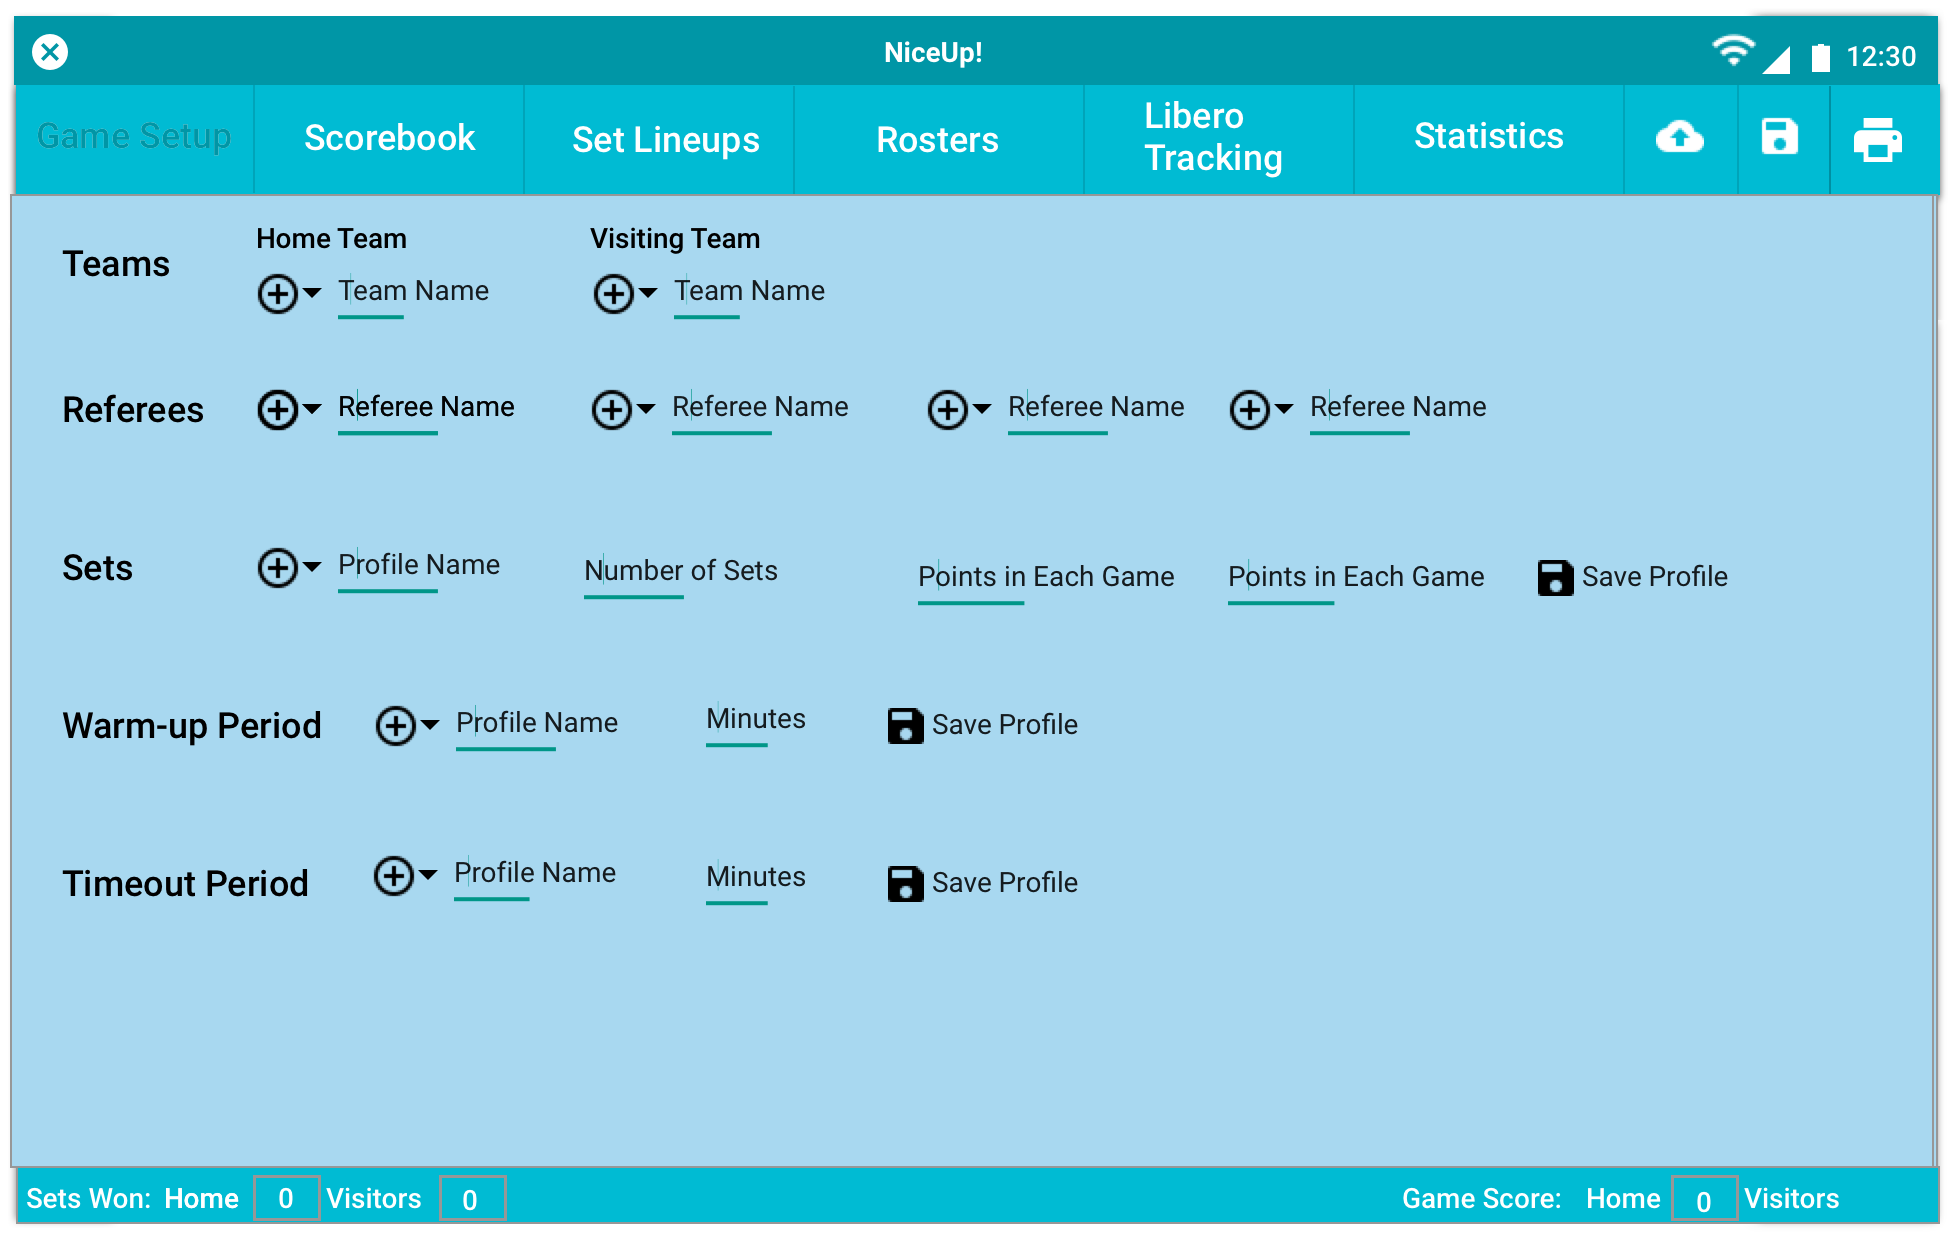 NiceUp!
12:30
Game Setup
Scorebook
Set Lineups
Rosters
Libero
Tracking
Statistics
Teams
Home Team
Visiting Team
Team Name
Team Name
Referees
Referee Name
Referee Name
Referee Name
Referee Name
Sets
Profile Name
Number of Sets
Points in Each Game
Points in Each Game
Save Profile
Warm-up Period
Profile Name
Minutes
Save Profile
Timeout Period
Profile Name
Minutes
Save Profile
Sets Won: Home 0 Visitors 0
Game Score: Home 0 Visitors